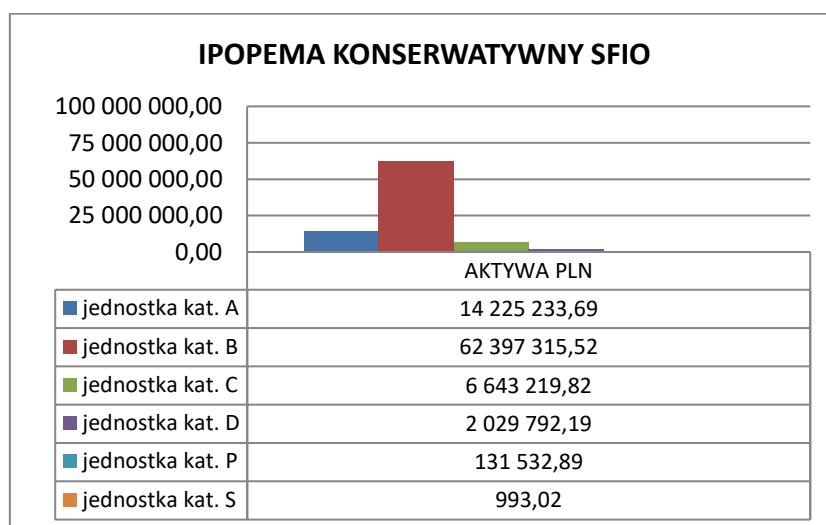 IPOPEMA KONSERWATYWNY SFIO
100 000 000,00
75 000 000,00
50 000 000,00
25 000 000,00
0,00
AKTYWA PLN
jednostka kat. A 14 225 233,69
jednostka kat. B 62 397 315,52
jednostka kat. C 6 643 219,82
jednostka kat. D 2 029 792,19
jednostka kat. P 131 532,89
jednostka kat. S 993,02